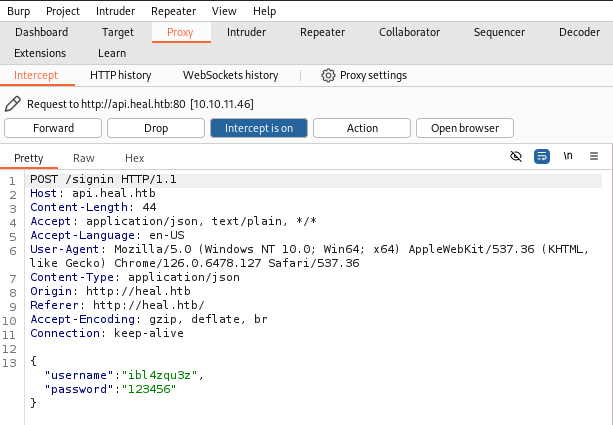 Burp Project Intruder Repeater View Help
Dashboard Target Proxy Intruder Repeater Collaborator Sequencer Decoder
Extensions Learn
Intercept HTTP history WebSockets history Proxy settings
Request to http://api.heal.htb:80 [10.10.11.46]
Forward Drop Intercept is on Action Open browser
Pretty Raw Hex \n
1 POST /signin HTTP/1.1
2 Host: api.heal.htb
3 Content-Length: 44
4 Accept: application/json, text/plain, */*
5 Accept-Language: en-US
6 User-Agent: Mozilla/5.0 (Windows NT 10.0; Win64; x64) AppleWebKit/537.36 (KHTML,
like Gecko) Chrome/126.0.6478.127 Safari/537.36
7 Content-Type: application/json
8 Origin: http://heal.htb
9 Referer: http://heal.htb/
10 Accept-Encoding: gzip, deflate, br
11 Connection: keep-alive
12
13 {
"username":"ibl4zqu3z",
"password":"123456"
}